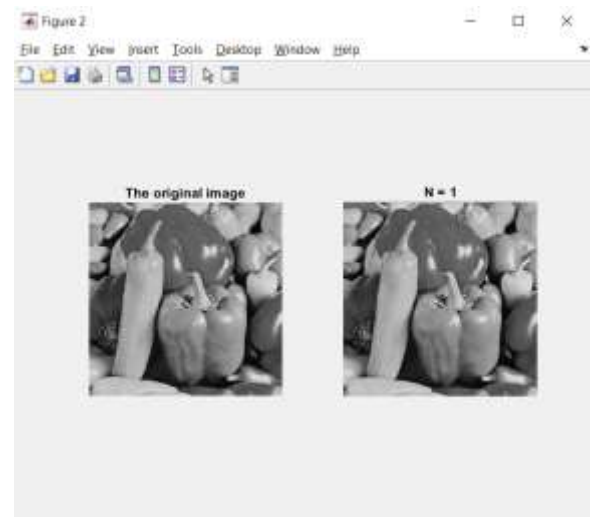 Figure 2
File Edit View Insert Tools Desktop Window Help
The original image
N = 1